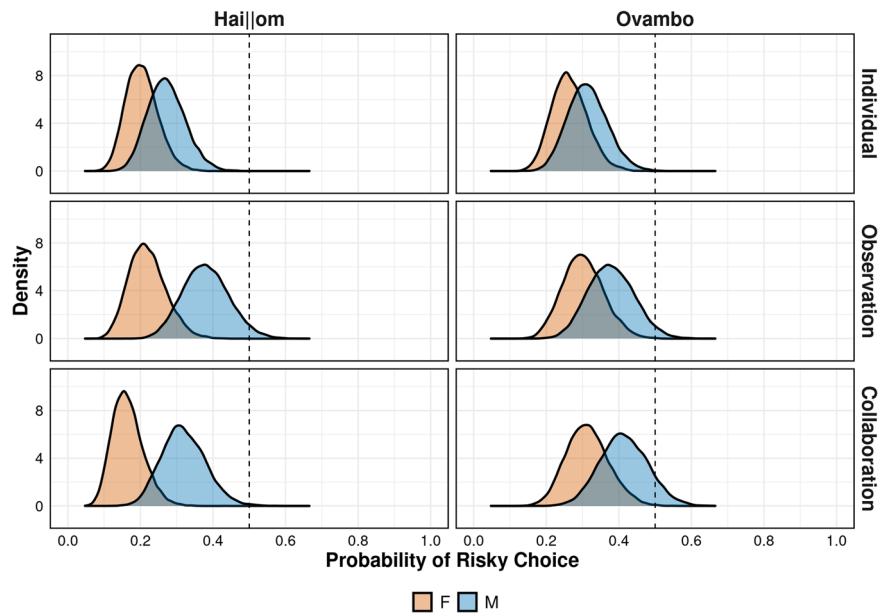 Hai||om Ovambo
Density
8
4
0
Individual
8
4
0
Observation
8
4
0
Collaboration
0.0 0.2 0.4 0.6 0.8 1.0 0.0 0.2 0.4 0.6 0.8 1.0
Probability of Risky Choice
F M